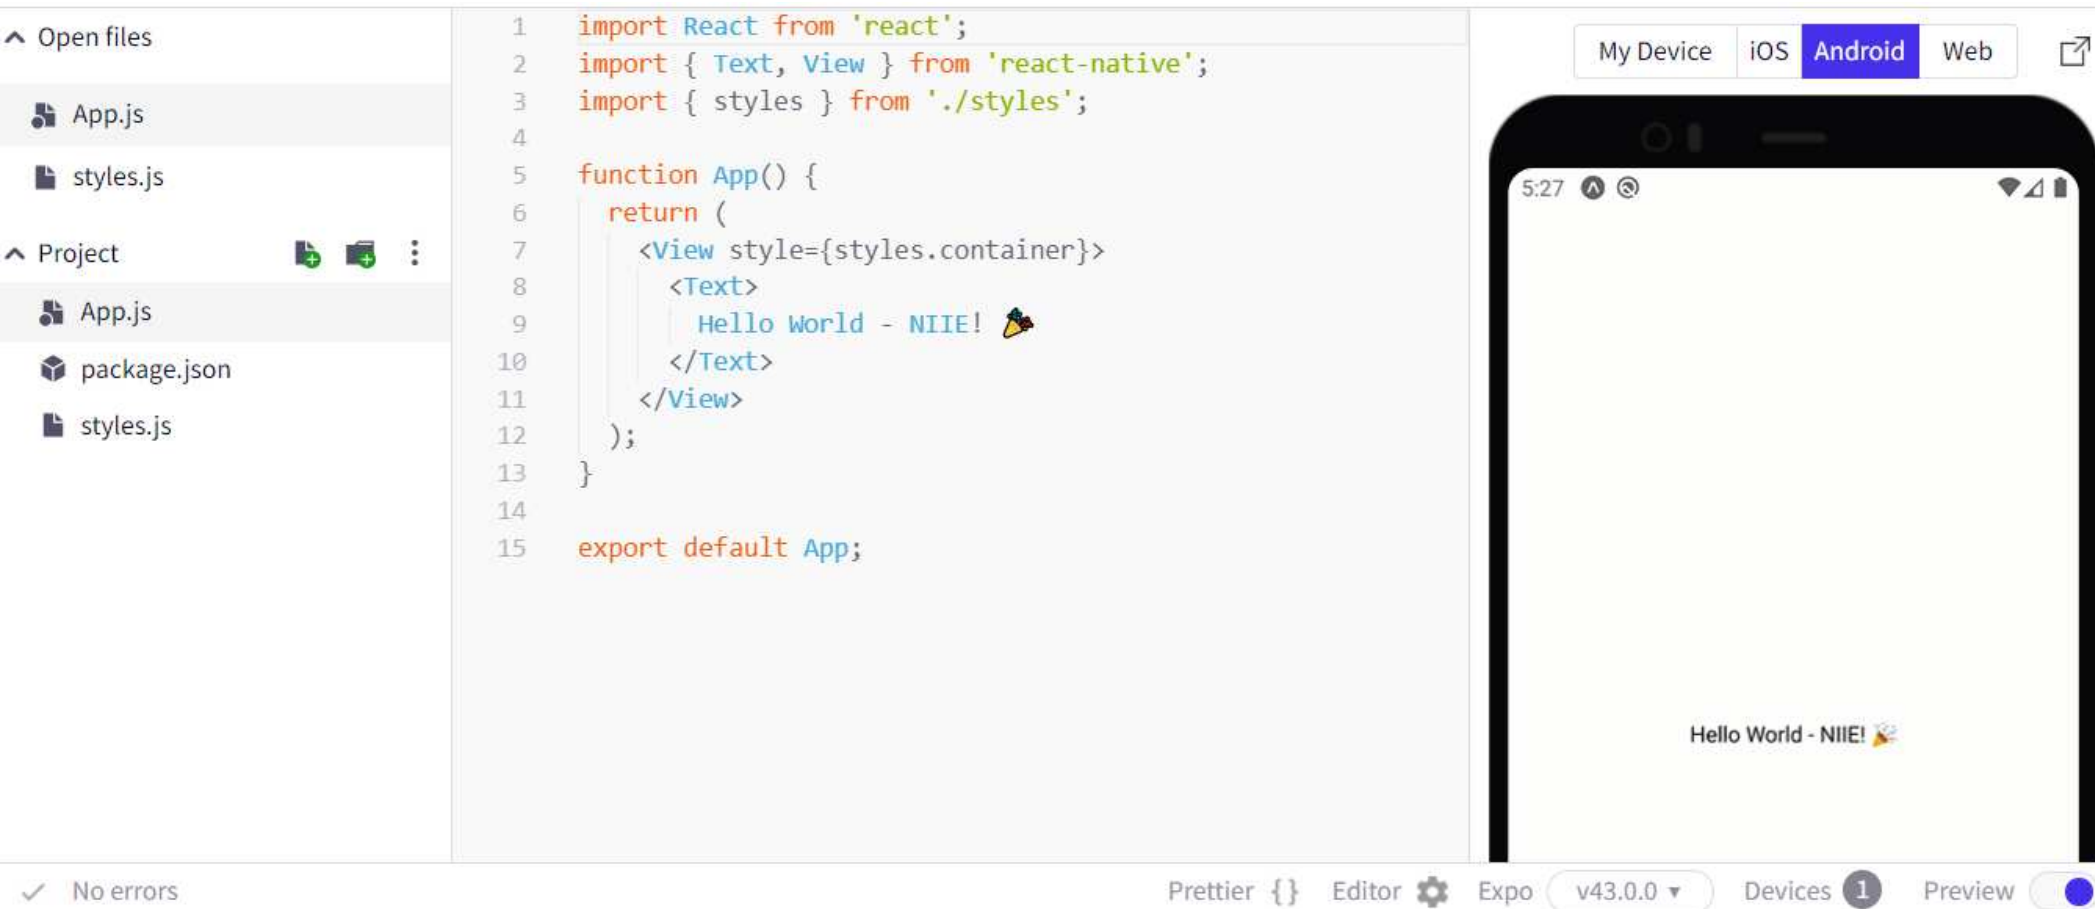 Open files
App.js
styles.js
Project
App.js
package.json
styles.js
1 import React from 'react';
2 import { Text, View } from 'react-native';
3 import { styles } from './styles';
4
5 function App() {
6 return (
7 <View style={styles.container}>
8 <Text>
9 Hello World - NIIE! 🎉
10 </Text>
11 </View>
12 );
13 }
14
15 export default App;
My Device iOS Android Web
5:27
Hello World - NIIE! 🎉
No errors
Prettier {} Editor Expo v43.0.0 ▾ Devices 1 Preview